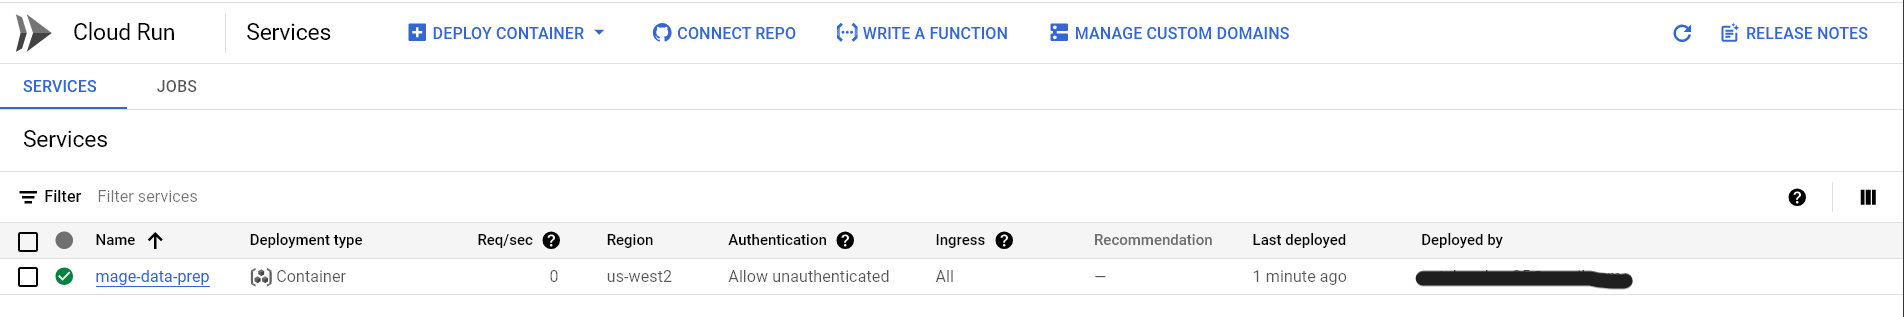 Cloud Run Services DEPLOY CONTAINER CONNECT REPO WRITE A FUNCTION MANAGE CUSTOM DOMAINS RELEASE NOTES
SERVICES JOBS
Services
Filter Filter services
Name Deployment type Req/sec Region Authentication Ingress Recommendation Last deployed Deployed by
mage-data-prep Container 0 us-west2 Allow unauthenticated All — 1 minute ago